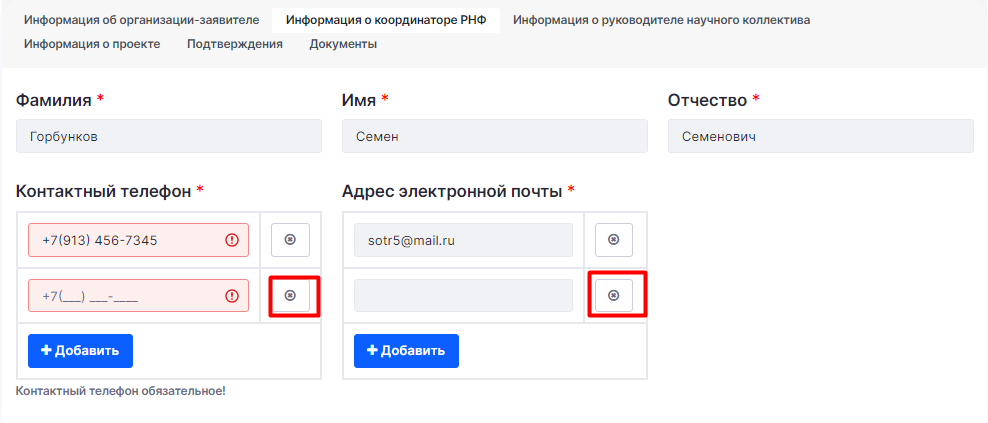 Информация об организации-заявителе Информация о координаторе РНФ Информация о руководителе научного коллектива
Информация о проекте Подтверждения Документы
Фамилия * Имя * Отчество *
Горбунков Семен Семенович
Контактный телефон * Адрес электронной почты *
+7(913) 456-7345 sotr5@mail.ru
+7(___) ___-____
+ Добавить + Добавить
Контактный телефон обязательное!